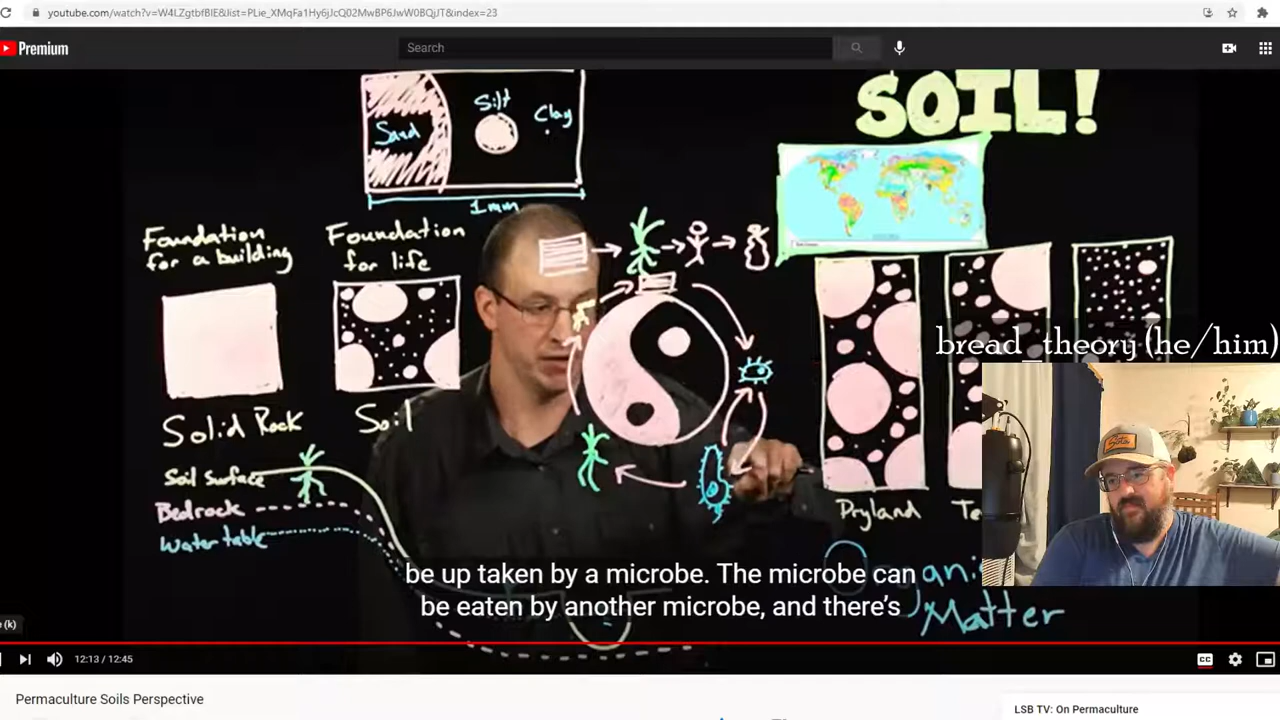 youtube.com/watch?v=W4LZgtbfBlE&list=PLie_XMqFa1Hy6jJcQ02MwBP6JwW0BQjJT&index=23
Premium
Search
SOIL!
Sand
Silt
Clay
1mm
Foundation
for a building
Foundation
for life
Solid Rock
Soil
Soil surface
Bedrock
Water table
Dryland
Te
bread_theory(he/him)
be up taken by a microbe. The microbe can
be eaten by another microbe, and there's
Matter
(k)
12:13 / 12:45
CC
Permaculture Soils Perspective
LSB TV: On Permaculture